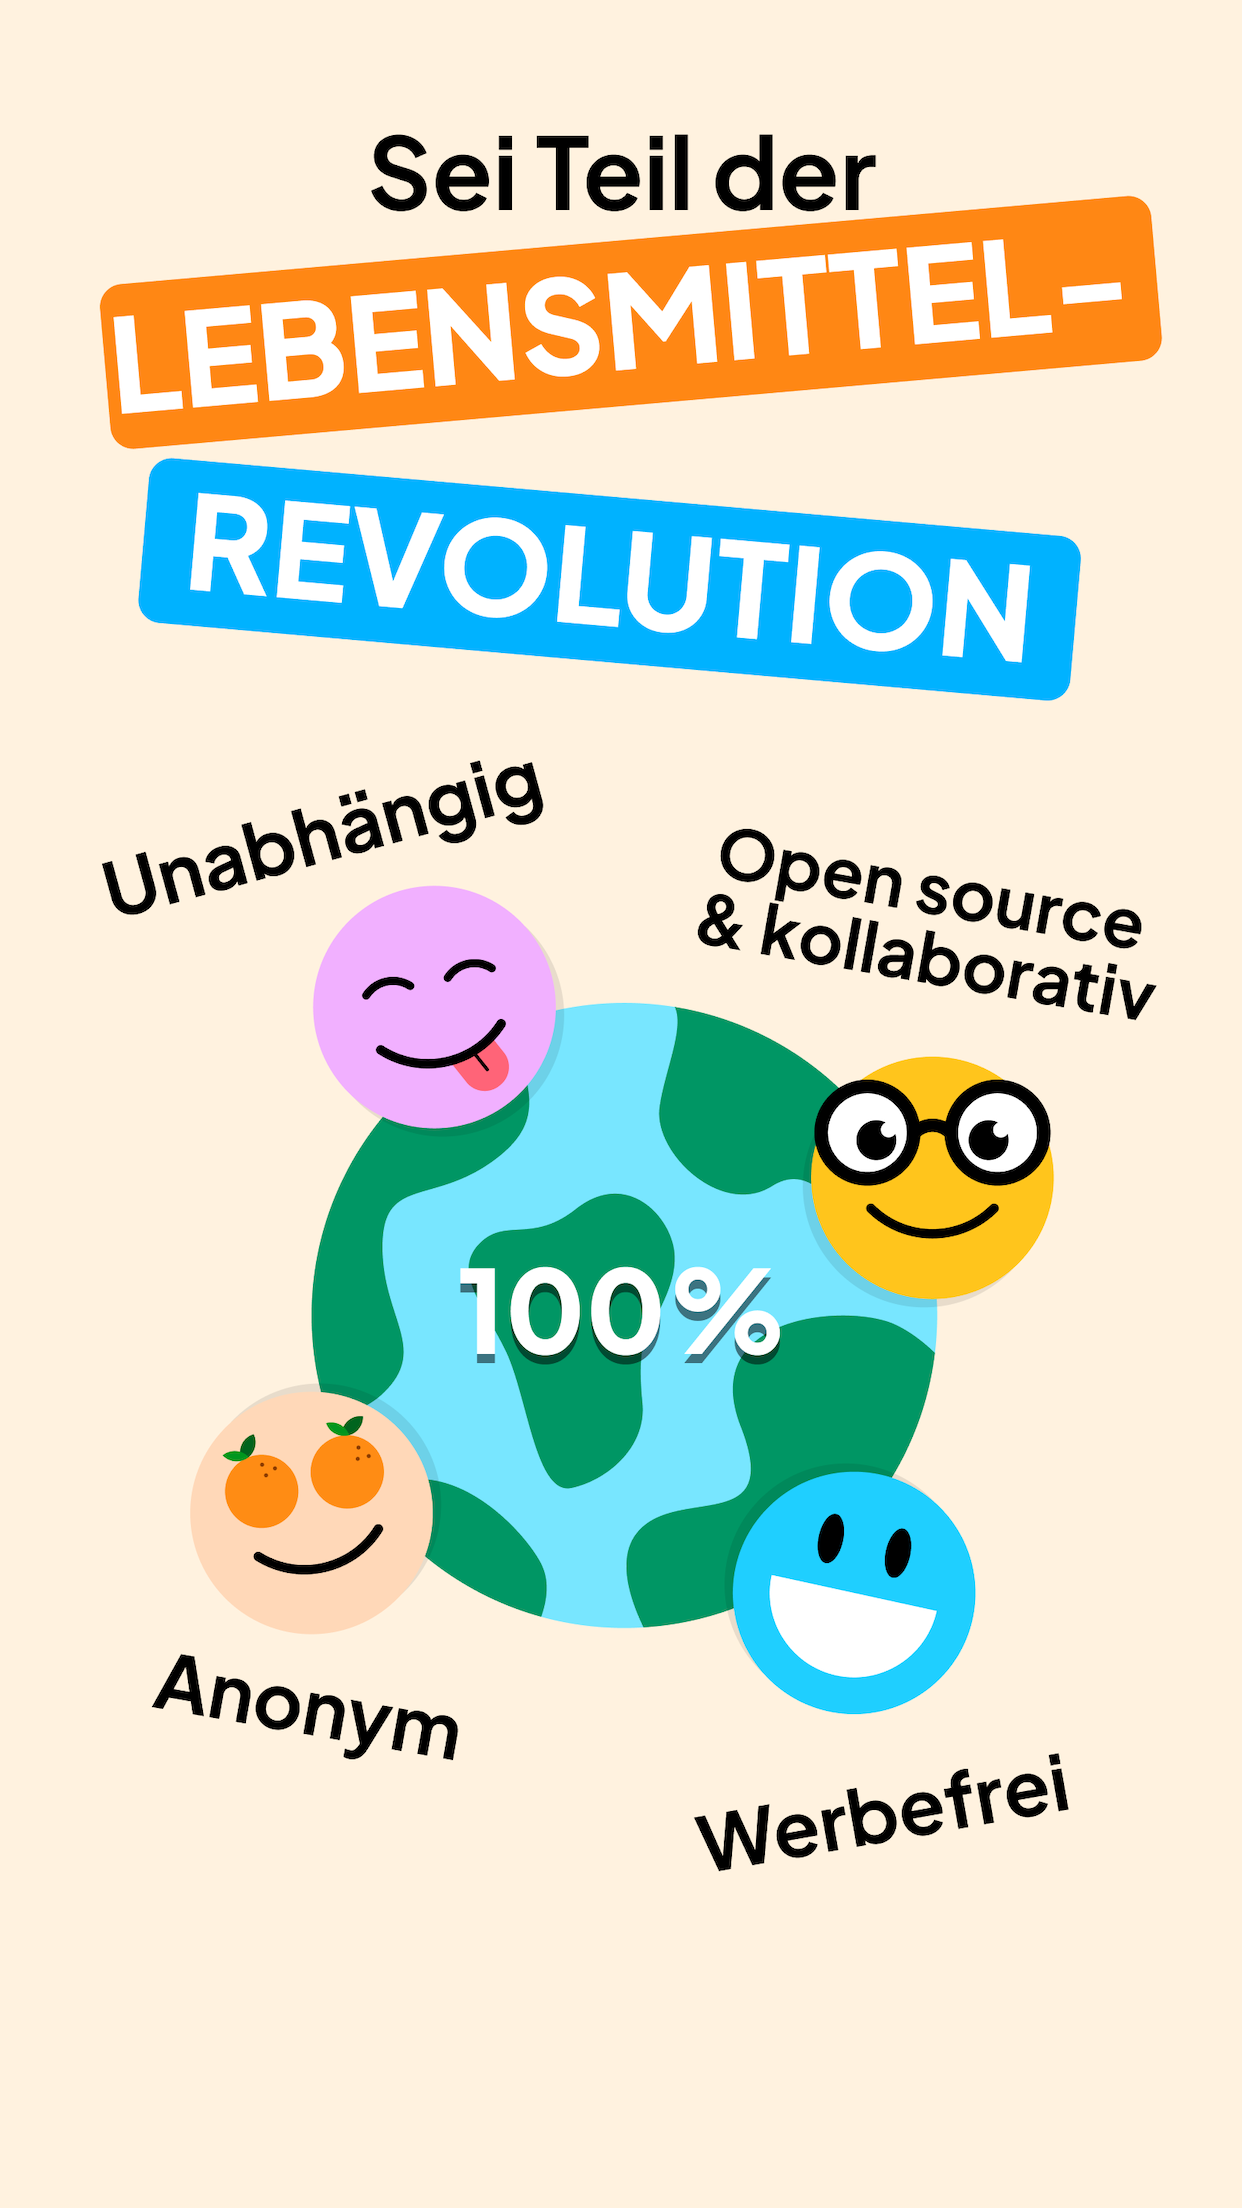 Sei Teil der
LEBENSMITTEL-
REVOLUTION
Unabhängig
Open source
& kollaborativ
100%
Anonym
Werbefrei